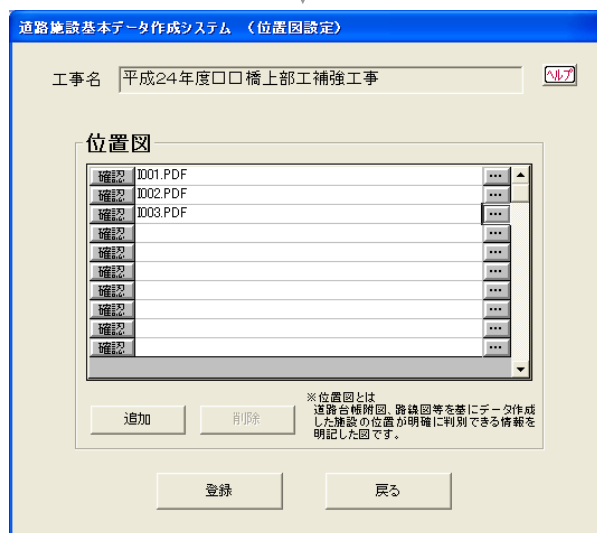 道路施設基本データ作成システム （位置図設定）
工事名 平成24年度口口橋上部工補強工事 ヘルプ
位置図
確認 I001.PDF ...
確認 I002.PDF ...
確認 I003.PDF ...
確認 ...
確認 ...
確認 ...
確認 ...
確認 ...
確認 ...
確認 ...
追加 削除
※位置図とは
道路台帳附図、路線図等を基にデータ作成
した施設の位置が明確に判別できる情報を
明記した図です。
登録 戻る